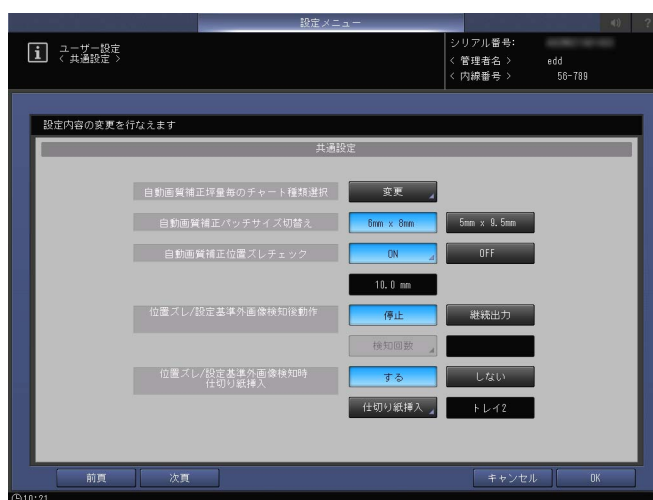 設定メニュー
?
i
ユーザー設定
< 共通設定 >
シリアル番号:
< 管理者名 > edd
< 内線番号 > 56-789
設定内容の変更を行なえます
共通設定
自動画質補正坪量毎のチャート種類選択 変更
自動画質補正パッチサイズ切替え 8mm x 8mm 5mm x 9.5mm
自動画質補正位置ズレチェック ON OFF
10.0 mm
位置ズレ/設定基準外画像検知後動作 停止 継続出力
検知回数
位置ズレ/設定基準外画像検知時
仕切り紙挿入 する しない
仕切り紙挿入 トレイ2
前頁 次頁 キャンセル OK
10:21